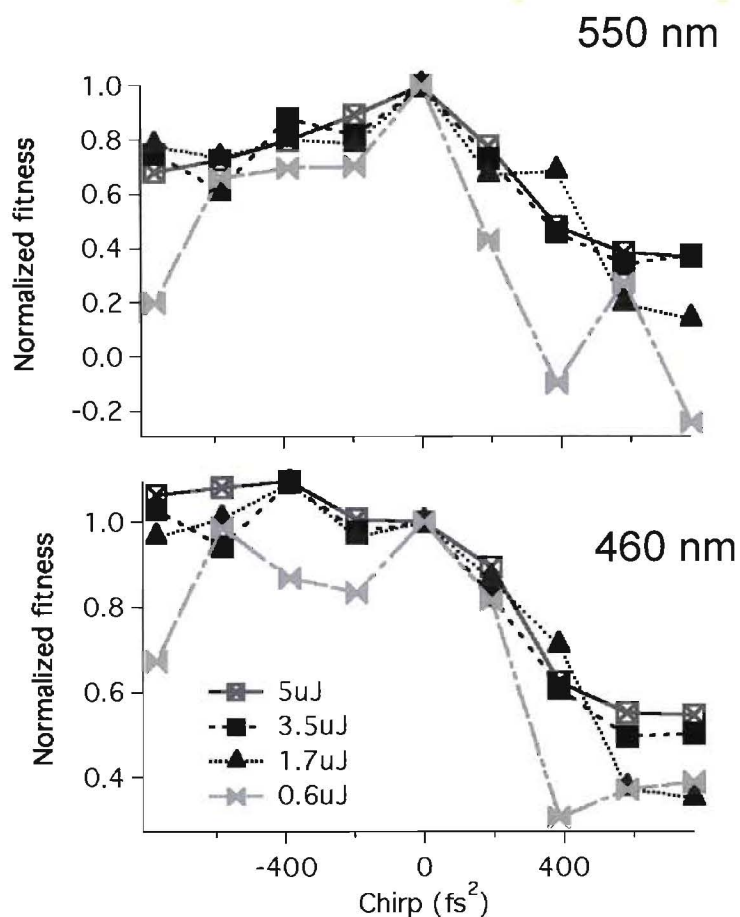 550 nm
Normalized fitness
1.0
0.8
0.6
0.4
0.2
0.0
-0.2
Normalized fitness
1.0
0.8
0.6
0.4
460 nm
5uJ
3.5uJ
1.7uJ
0.6uJ
-400 0 400
Chirp (fs²)